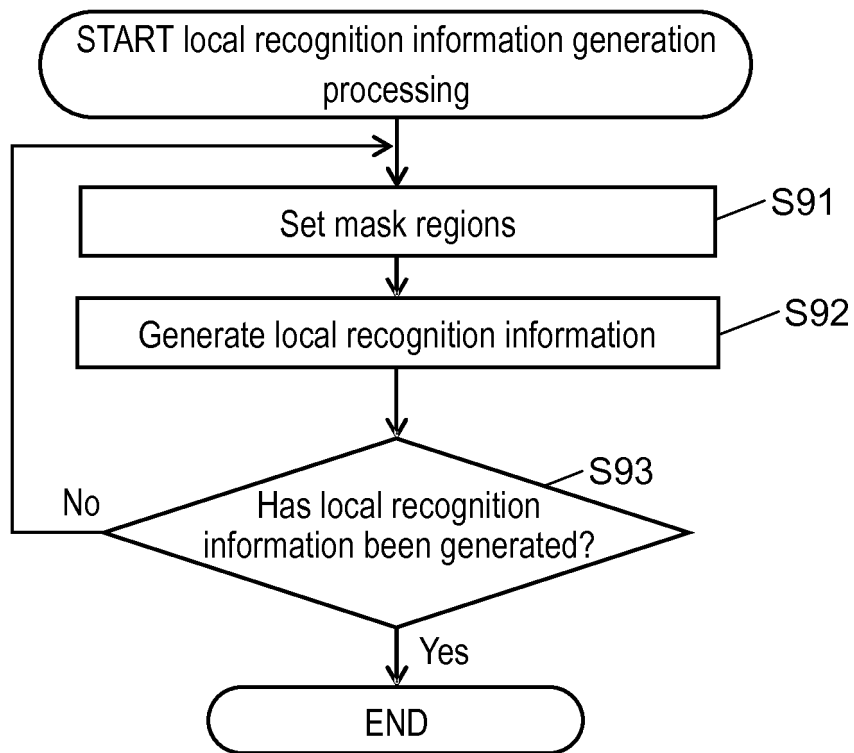 START local recognition information generation
processing
Set mask regions
S91
Generate local recognition information
S92
S93
Has local recognition
information been generated?
No
Yes
END